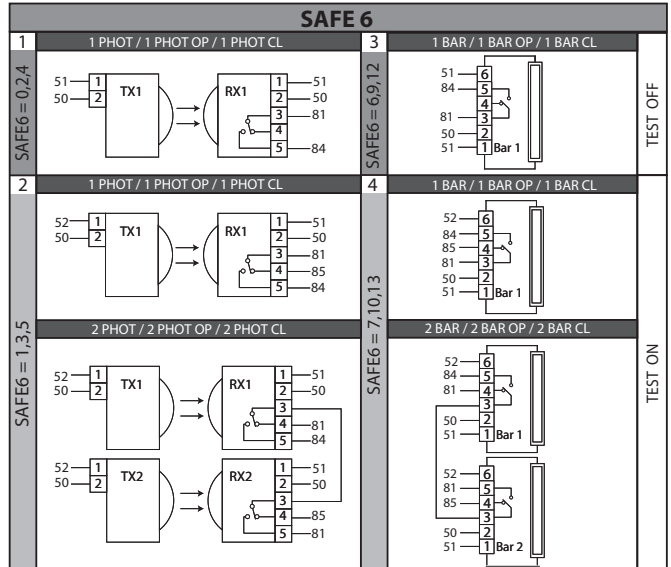 SAFE 6
1
1 PHOT / 1 PHOT OP / 1 PHOT CL
SAFE6 = 0,2,4
51 1 TX1 RX1 1 51
50 2 2 50
3 81
4
5 84
3
1 BAR / 1 BAR OP / 1 BAR CL
SAFE6 = 6,9,12
51 6
84 5
4
81 3
50 2
51 1 Bar 1
TEST OFF
2
1 PHOT / 1 PHOT OP / 1 PHOT CL
SAFE6 = 1,3,5
52 1 TX1 RX1 1 51
50 2 2 50
3 81
4 85
5 84
2 PHOT / 2 PHOT OP / 2 PHOT CL
52 1 TX1 RX1 1 51
50 2 2 50
3
4 81
5 84
52 1 TX2 RX2 1 51
50 2 2 50
3
4 85
5 81
4
1 BAR / 1 BAR OP / 1 BAR CL
SAFE6 = 7,10,13
52 6
84 5
85 4
81 3
50 2
51 1 Bar 1
2 BAR / 2 BAR OP / 2 BAR CL
52 6
84 5
81 4
3
50 2
51 1 Bar 1
52 6
81 5
85 4
3
50 2
51 1 Bar 2
TEST ON